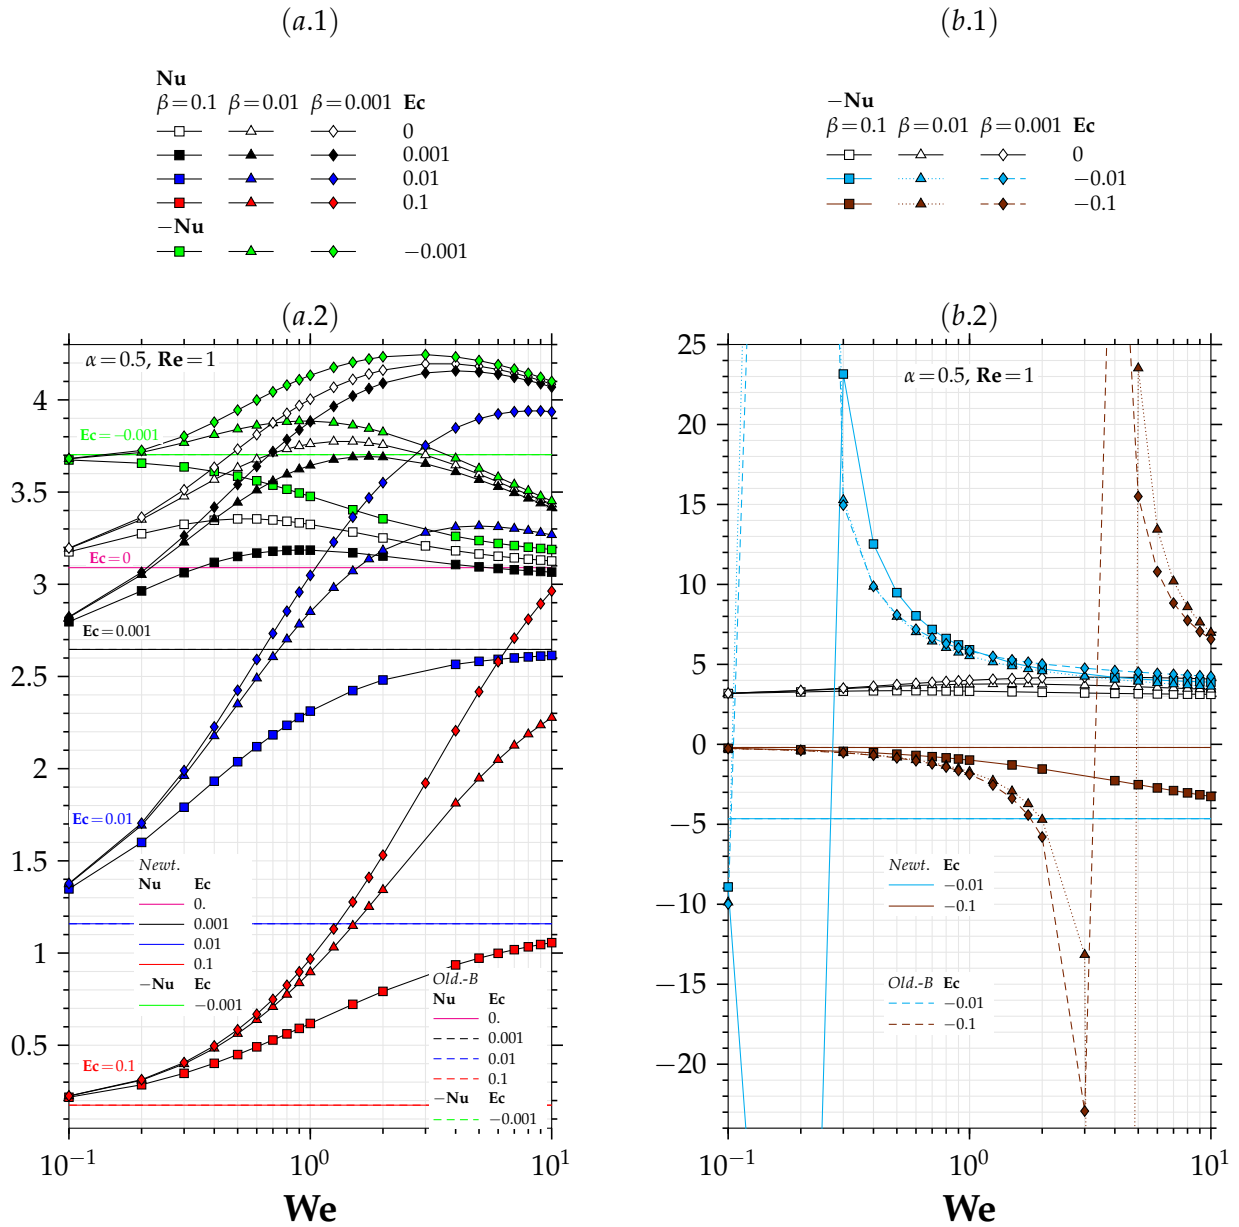 (a.1)
Nu
β=0.1 β=0.01 β=0.001 Ec
0
0.001
0.01
0.1
−Nu
−0.001
(b.1)
−Nu
β=0.1 β=0.01 β=0.001 Ec
0
−0.01
−0.1
(a.2)
α=0.5, Re=1
4
3.5
3
2.5
2
1.5
1
0.5
Ec=−0.001
Ec=0
Ec=0.001
Ec=0.01
Ec=0.1
Newt.
Nu Ec
0.
0.001
0.01
0.1
−Nu Ec
−0.001
Old.-B
Nu Ec
0.
0.001
0.01
0.1
−Nu Ec
−0.001
10⁻¹ 10⁰ 10¹
We
(b.2)
α=0.5, Re=1
25
20
15
10
5
0
−5
−10
−15
−20
Newt. Ec
−0.01
−0.1
Old.-B Ec
−0.01
−0.1
10⁻¹ 10⁰ 10¹
We